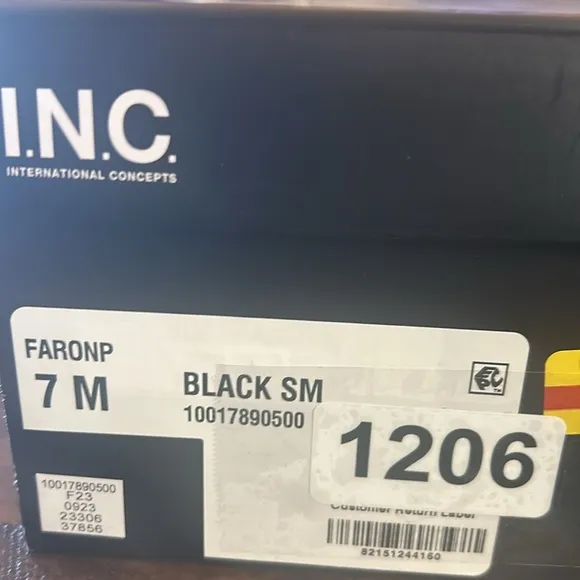 I.N.C.
INTERNATIONAL CONCEPTS
FARONP
7 M
BLACK SM
10017890500
1206
Customer Return Label
82151244150
10017890500
F23
0923
23306
37856